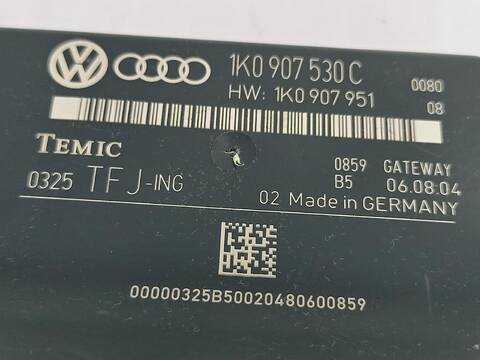 1K0 907 530 C 0080
HW: 1K0 907 951 08
TEMIC
0859 GATEWAY
0325 TFJ-ING B5 06.08.04
02 Made in GERMANY
00000325B50020480600859